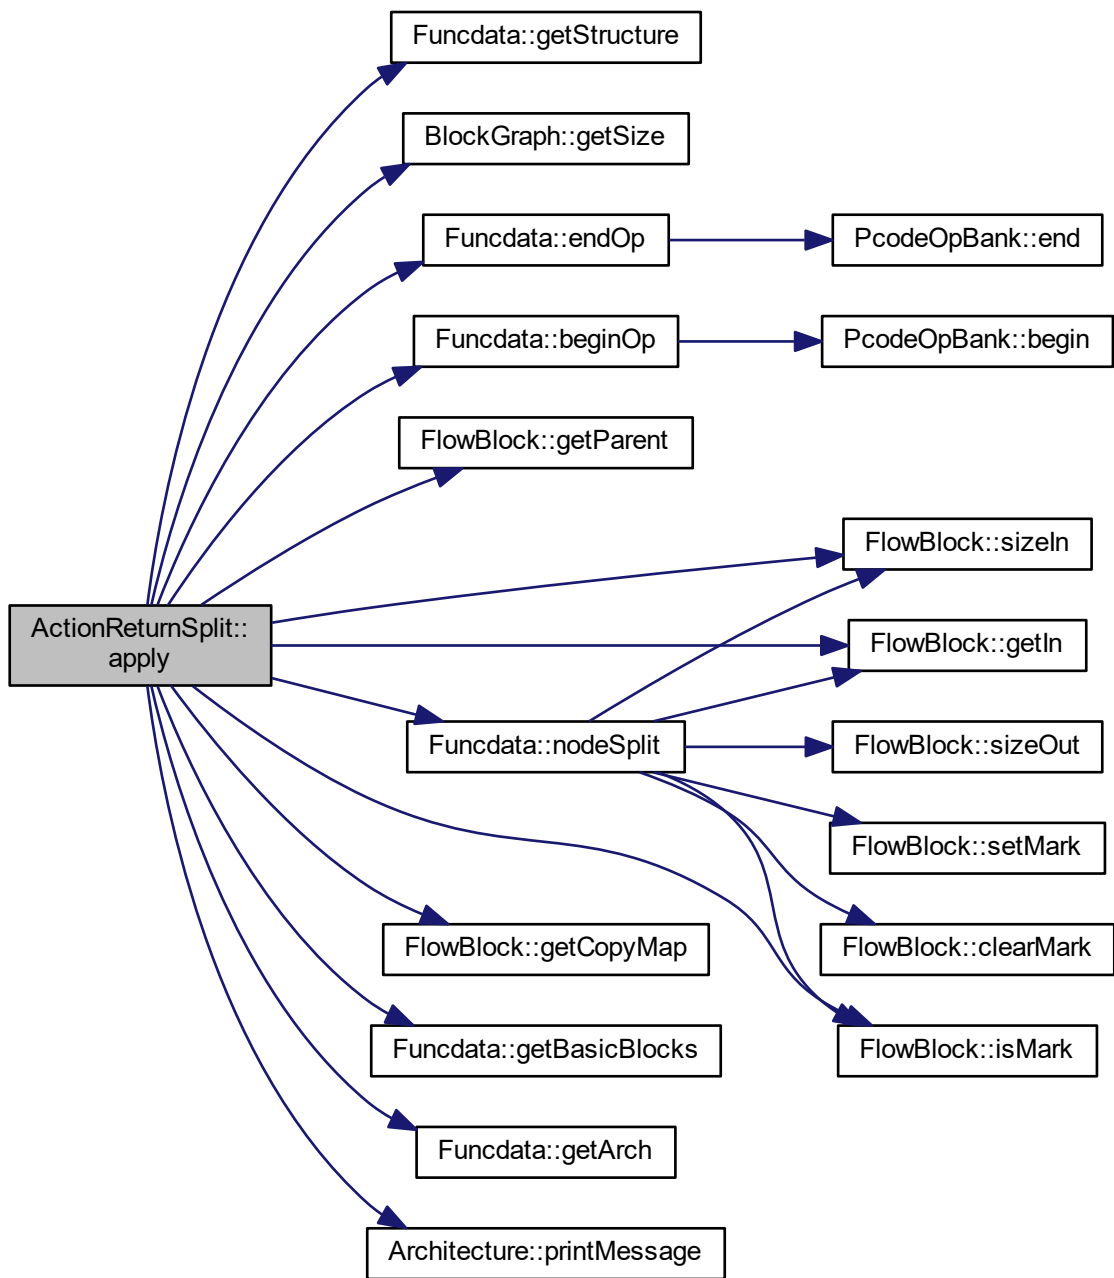 Funcdata::getStructure
BlockGraph::getSize
Funcdata::endOp
PcodeOpBank::end
Funcdata::beginOp
PcodeOpBank::begin
FlowBlock::getParent
FlowBlock::sizeIn
ActionReturnSplit::
apply
FlowBlock::getIn
Funcdata::nodeSplit
FlowBlock::sizeOut
FlowBlock::setMark
FlowBlock::getCopyMap
FlowBlock::clearMark
Funcdata::getBasicBlocks
FlowBlock::isMark
Funcdata::getArch
Architecture::printMessage